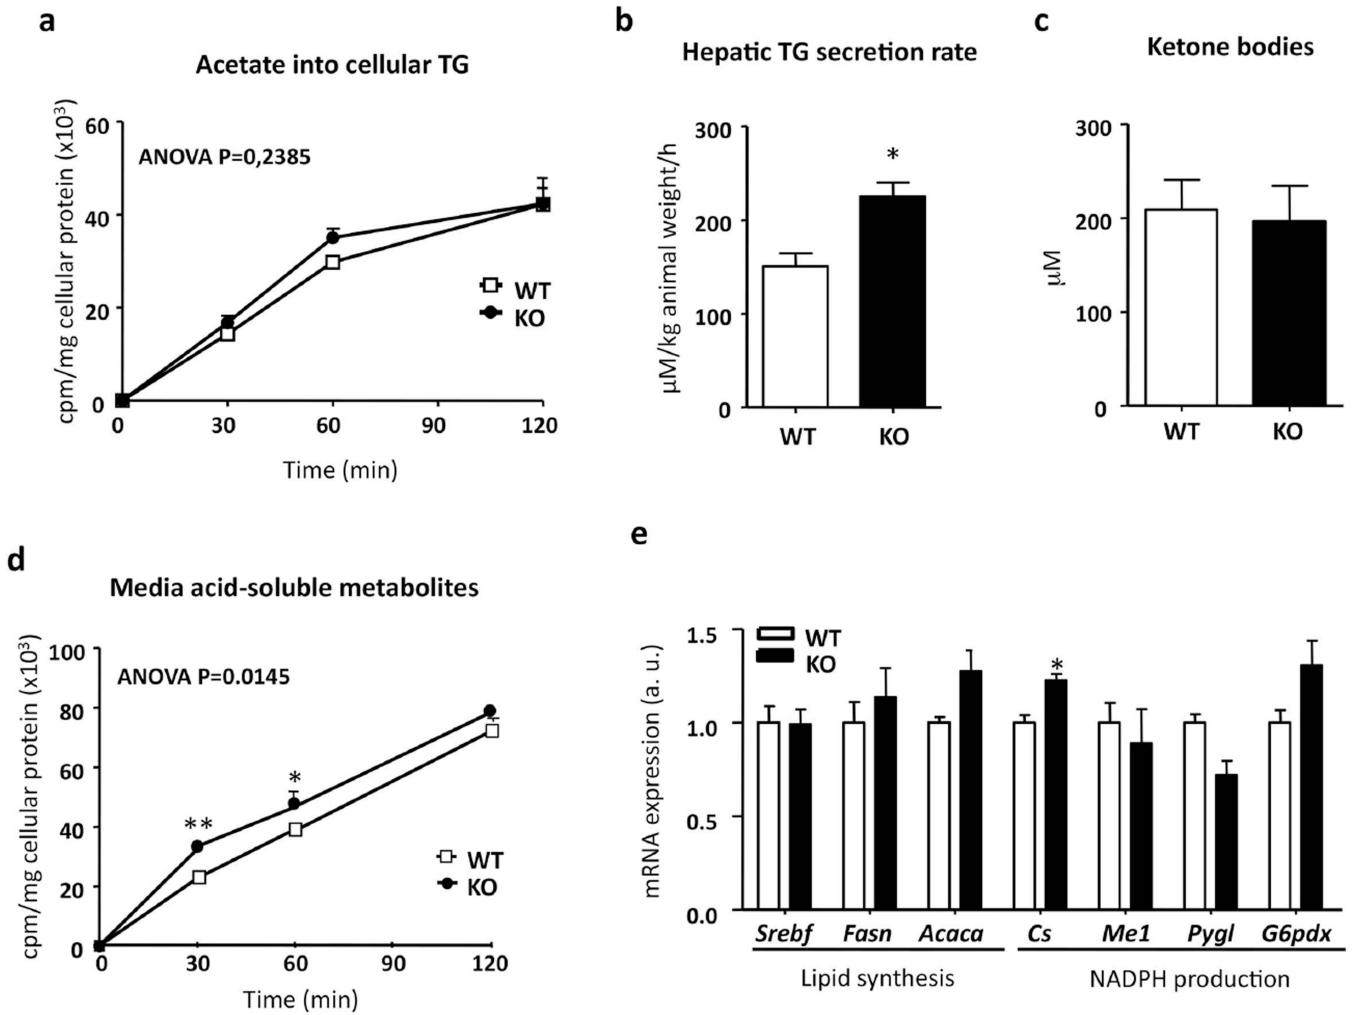 a
Acetate into cellular TG
cpm/mg cellular protein (x10³)
60
40
20
0
ANOVA P=0,2385
WT
KO
0 30 60 90 120
Time (min)
b
Hepatic TG secretion rate
µM/kg animal weight/h
300
200
100
0
*
WT KO
c
Ketone bodies
µM
300
200
100
0
WT KO
d
Media acid-soluble metabolites
cpm/mg cellular protein (x10³)
100
80
60
40
20
0
ANOVA P=0.0145
**
*
WT
KO
0 30 60 90 120
Time (min)
e
mRNA expression (a. u.)
1.5
1.0
0.5
0.0
WT
KO
*
Srebf Fasn Acaca Cs Me1 Pygl G6pdx
Lipid synthesis NADPH production